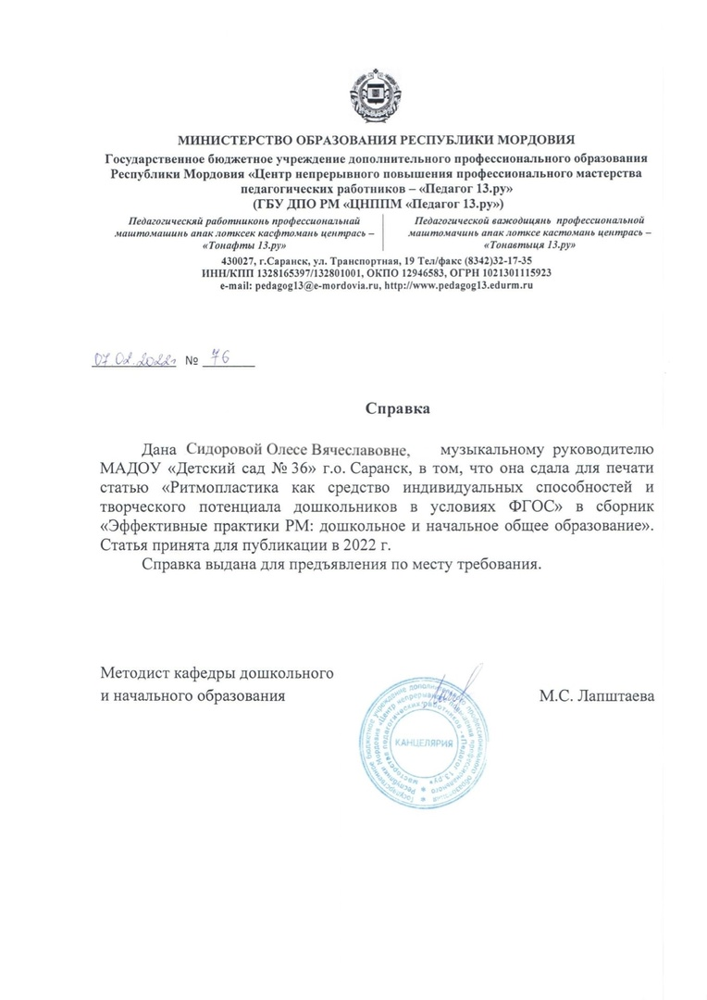 МИНИСТЕРСТВО ОБРАЗОВАНИЯ РЕСПУБЛИКИ МОРДОВИЯ
Государственное бюджетное учреждение дополнительного профессионального образования
Республики Мордовия «Центр непрерывного повышения профессионального мастерства
педагогических работников – «Педагог 13.ру»
(ГБУ ДПО РМ «ЦНППМ «Педагог 13.ру»)
Педагогическяй работниконь профессиональнай
маштомашинь апак лотксек касфтомань центрась –
«Тонафты 13.ру»
Педагогической важодицянь профессиональной
маштомачинь апак лотксе кастомань центрась –
«Тонавтыця 13.ру»
430027, г.Саранск, ул. Транспортная, 19 Тел/факс (8342)32-17-35
ИНН/КПП 1328165397/132801001, ОКПО 12946583, ОГРН 1021301115923
e-mail: pedagog13@e-mordovia.ru, http://www.pedagog13.edurm.ru
07.02.2022г № 76
Справка
Дана Сидоровой Олесе Вячеславовне, музыкальному руководителю
МАДОУ «Детский сад № 36» г.о. Саранск, в том, что она сдала для печати
статью «Ритмопластика как средство индивидуальных способностей и
творческого потенциала дошкольников в условиях ФГОС» в сборник
«Эффективные практики РМ: дошкольное и начальное общее образование».
Статья принята для публикации в 2022 г.
Справка выдана для предъявления по месту требования.
Методист кафедры дошкольного
и начального образования М.С. Лапштаева
КАНЦЕЛЯРИЯ